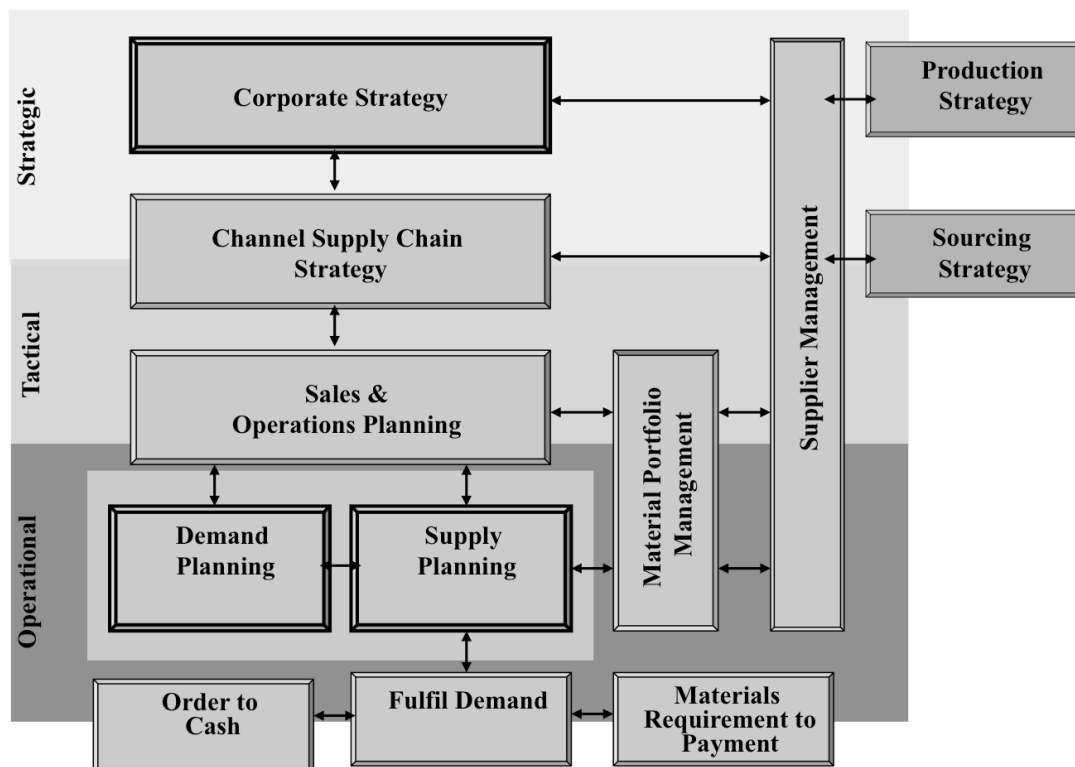 Strategic
Corporate Strategy
Production
Strategy
Channel Supply Chain
Strategy
Supplier Management
Sourcing
Strategy
Tactical
Sales &
Operations Planning
Material Portfolio
Management
Operational
Demand
Planning
Supply
Planning
Order to
Cash
Fulfil Demand
Materials
Requirement to
Payment